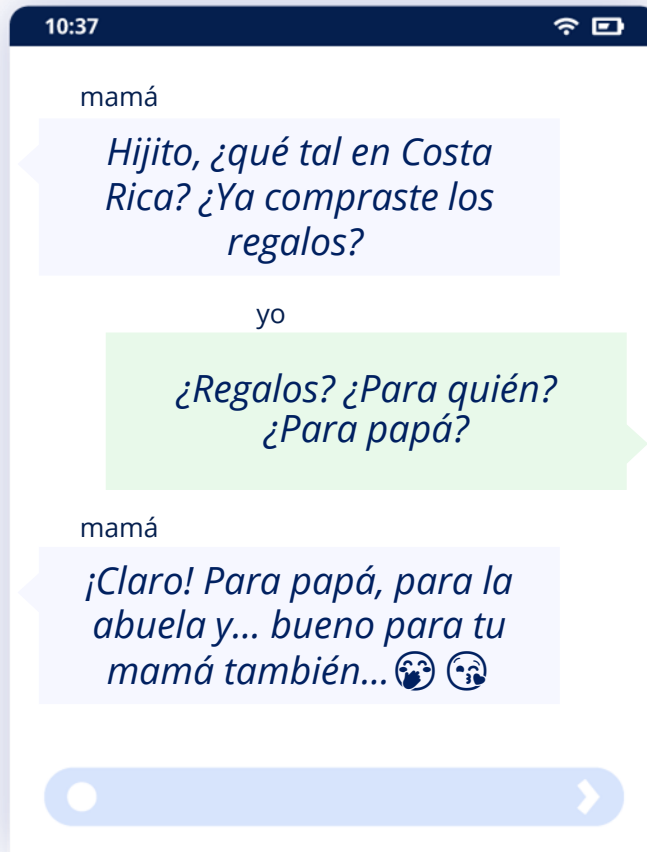 10:37
mamá
Hijito, ¿qué tal en Costa
Rica? ¿Ya compraste los
regalos?
yo
¿Regalos? ¿Para quién?
¿Para papá?
mamá
¡Claro! Para papá, para la
abuela y... bueno para tu
mamá también...🤭 😘